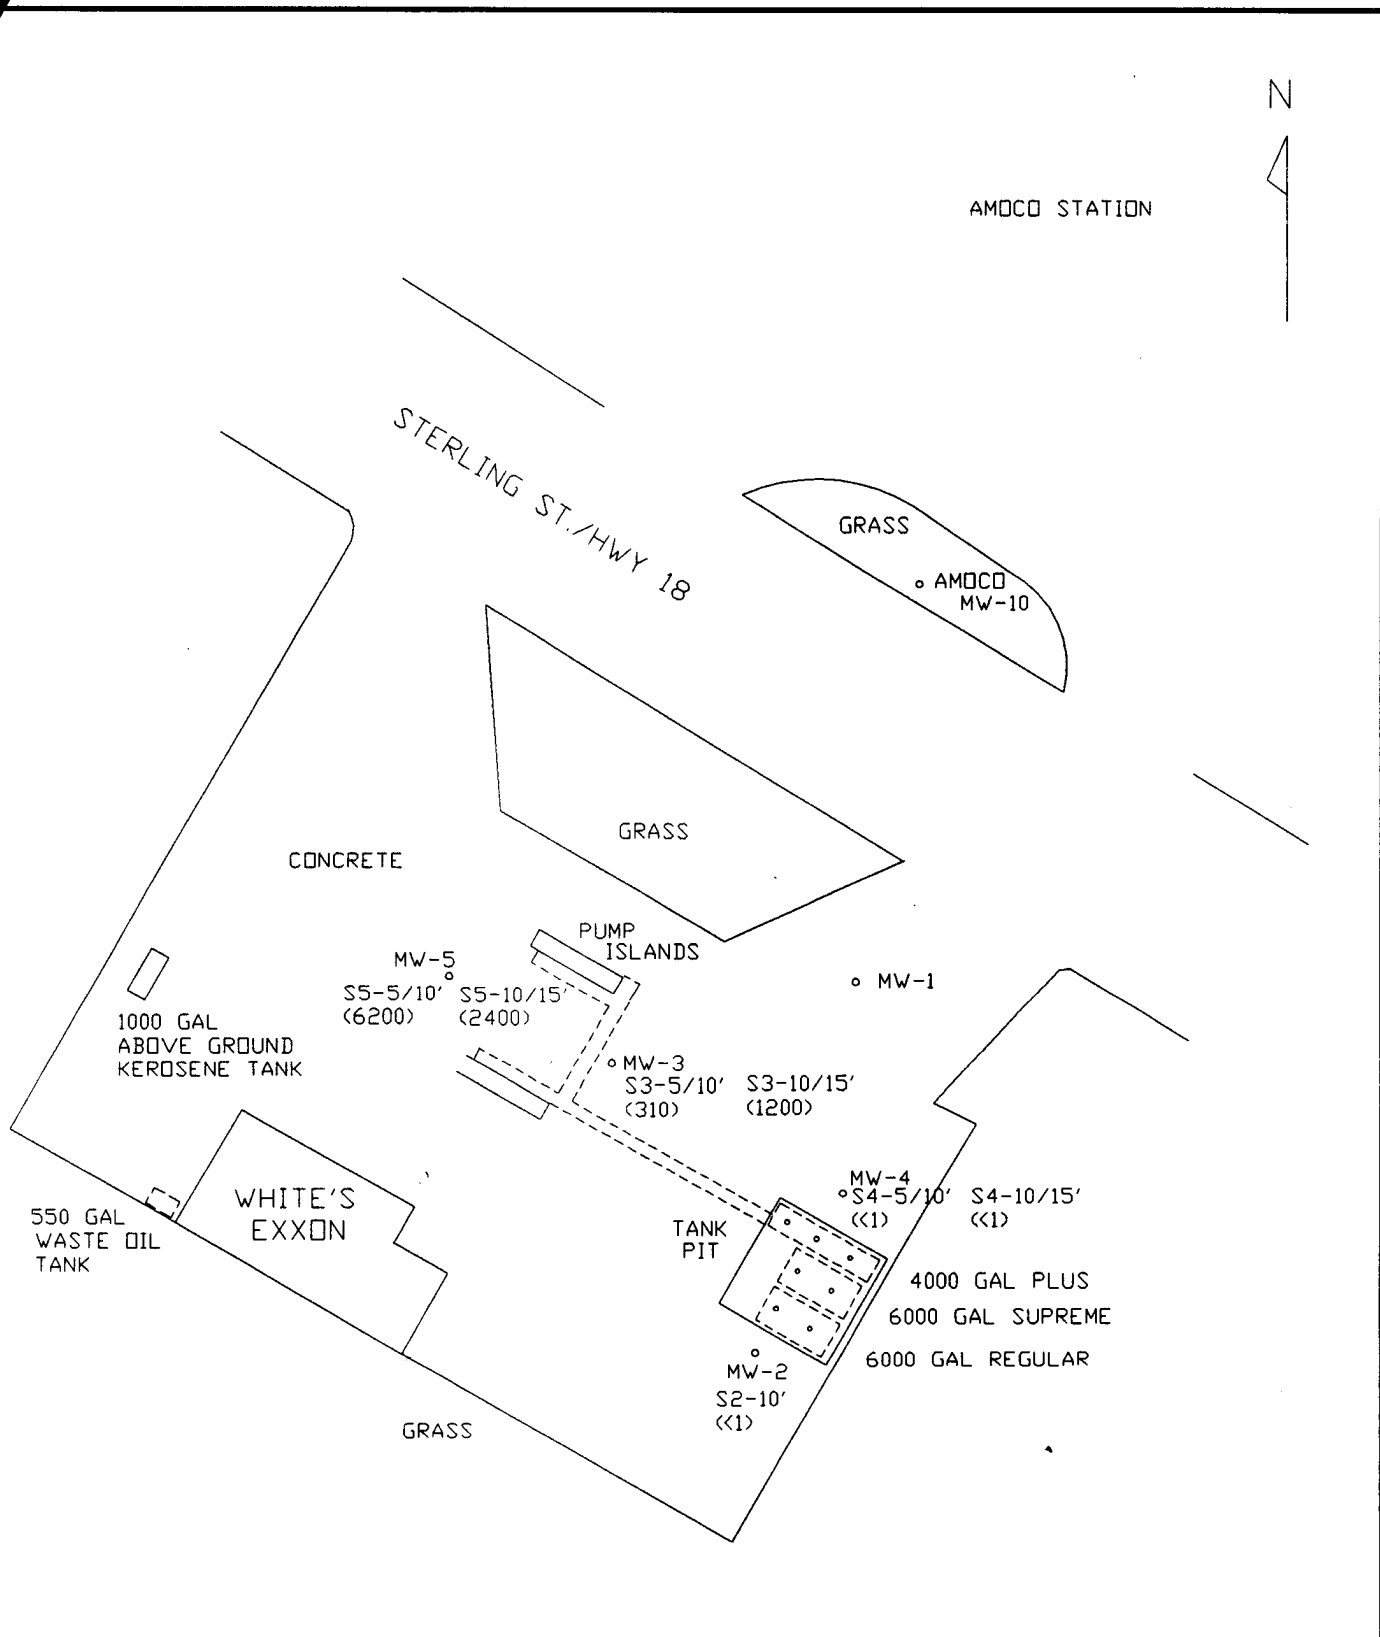 N
AMOCO STATION
STERLING ST./HWY 18
GRASS
AMOCO
MW-10
GRASS
CONCRETE
PUMP
ISLANDS
MW-5
S5-5/10' S5-10/15'
(6200) (2400)
MW-1
1000 GAL
ABOVE GROUND
KEROSENE TANK
MW-3
S3-5/10' S3-10/15'
(310) (1200)
MW-4
S4-5/10' S4-10/15'
(<1) (<1)
WHITE'S
EXXON
550 GAL
WASTE OIL
TANK
TANK
PIT
4000 GAL PLUS
6000 GAL SUPREME
6000 GAL REGULAR
MW-2
S2-10'
(<1)
GRASS